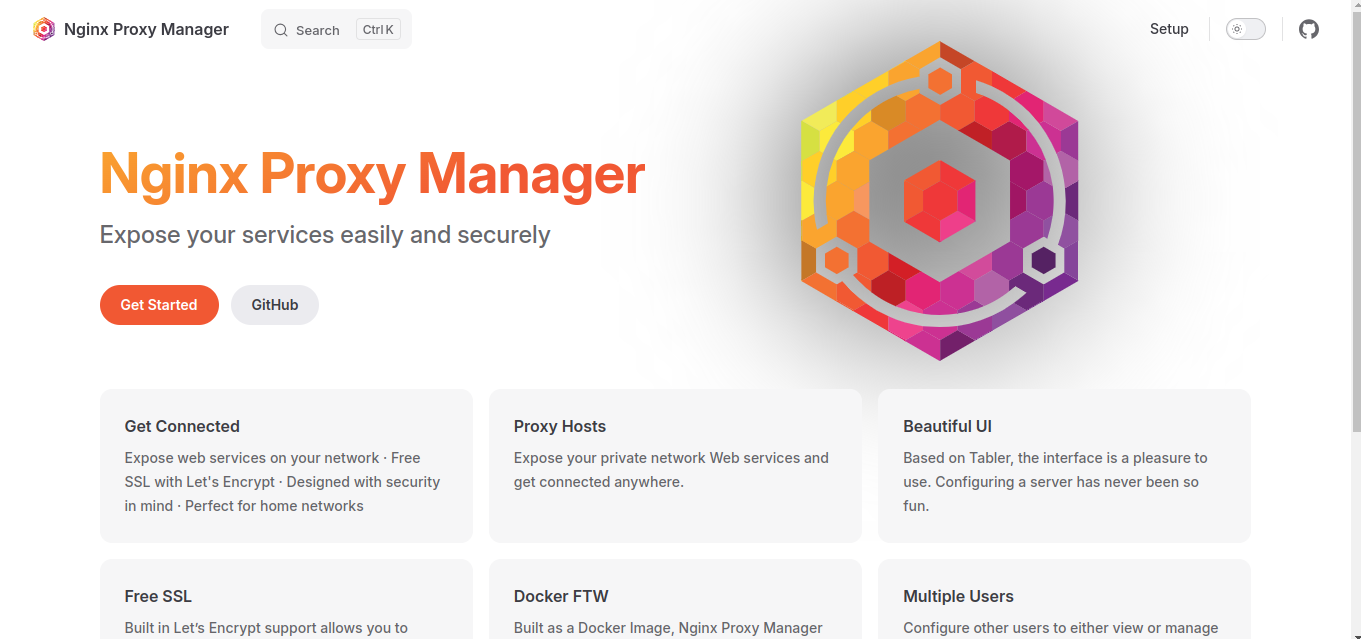 Nginx Proxy Manager
Search Ctrl K
Setup
Nginx Proxy Manager
Expose your services easily and securely
Get Started
GitHub
Get Connected
Expose web services on your network · Free
SSL with Let's Encrypt · Designed with security
in mind · Perfect for home networks
Proxy Hosts
Expose your private network Web services and
get connected anywhere.
Beautiful UI
Based on Tabler, the interface is a pleasure to
use. Configuring a server has never been so
fun.
Free SSL
Built in Let’s Encrypt support allows you to
Docker FTW
Built as a Docker Image, Nginx Proxy Manager
Multiple Users
Configure other users to either view or manage